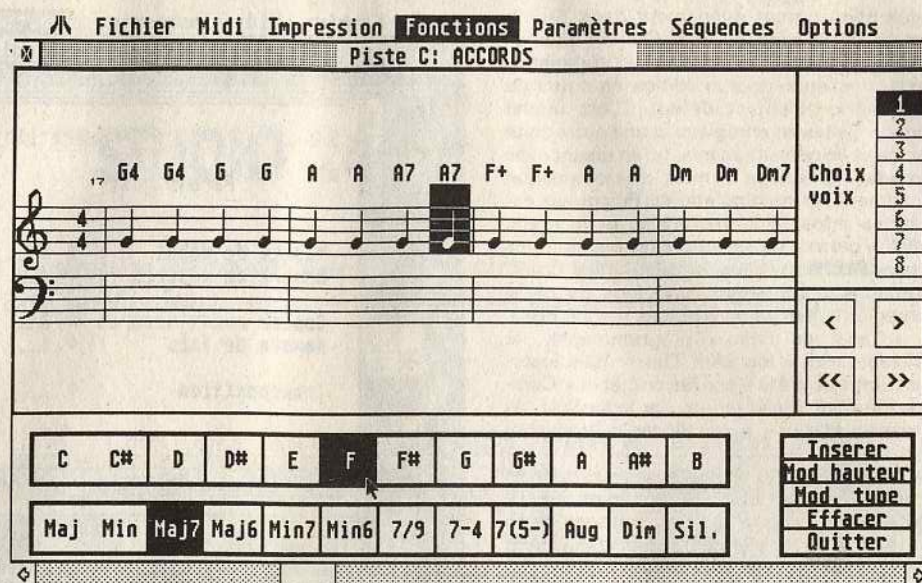 Fichier Midi Impression Fonctions Paramètres Séquences Options
Piste C: ACCORDS
17 G4 G4 G G A A A7 A7 F+ F+ A A Dm Dm Dm7
4
4
Choix
voix
1
2
3
4
5
6
7
8
< >
<< >>
C C# D D# E F F# G G# A A# B
Maj Min Maj7 Maj6 Min7 Min6 7/9 7-4 7(5-) Aug Dim Sil.
Inserer
Mod hauteur
Mod. type
Effacer
Quitter